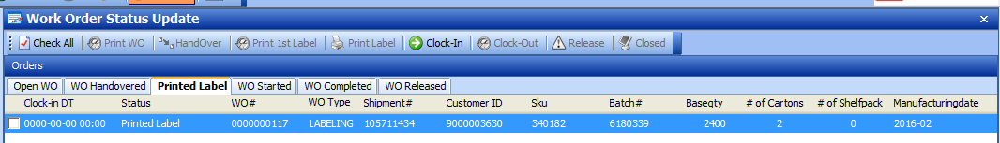 Work Order Status Update
Check All Print WO HandOver Print 1st Label Print Label Clock-In Clock-Out Release Closed
Orders
Open WO WO Handovered Printed Label WO Started WO Completed WO Released
Clock-in DT Status WO# WO Type Shipment# Customer ID Sku Batch# Baseqty # of Cartons # of Shelfpack Manufacturingdate
0000-00-00 00:00 Printed Label 0000000117 LABELING 105711434 9000003630 340182 6180339 2400 2 0 2016-02